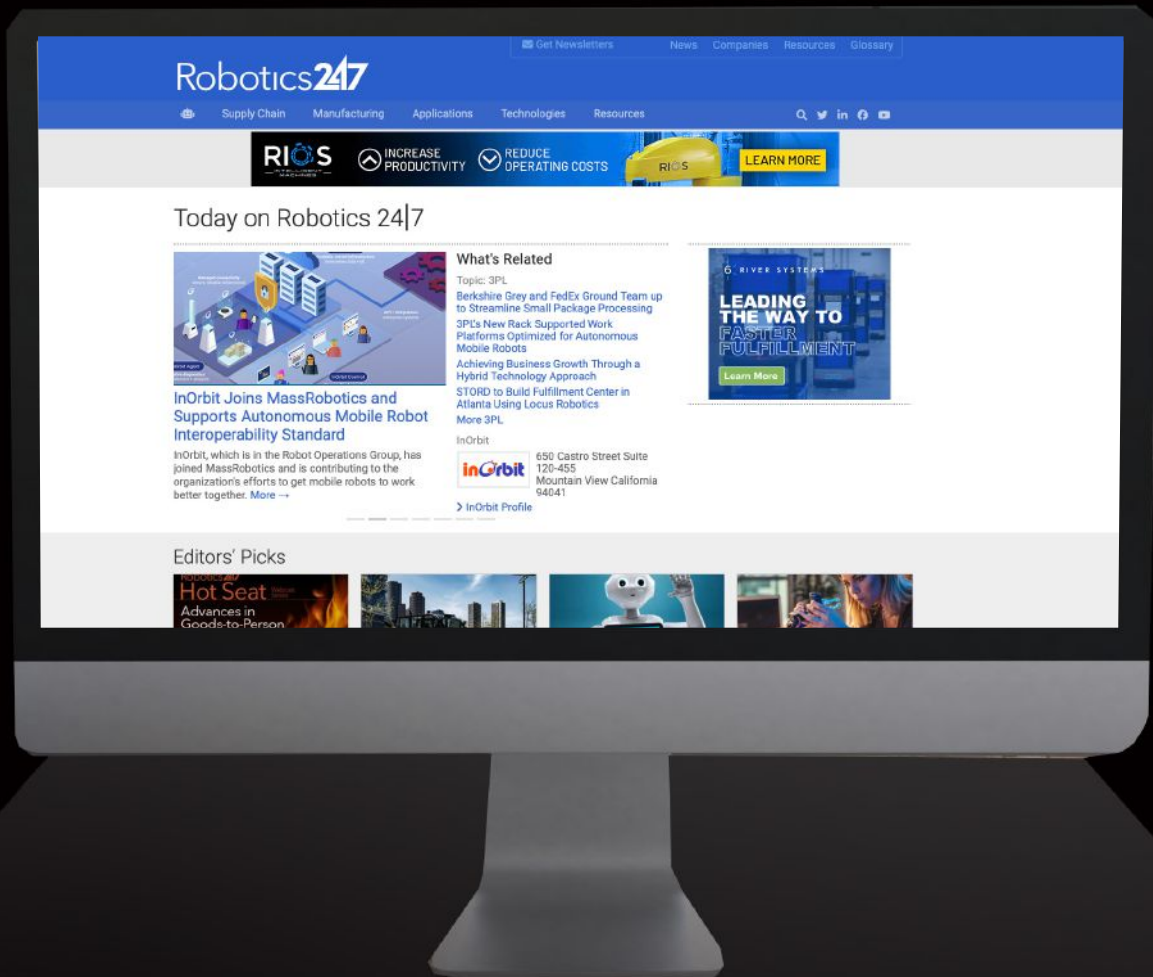 Get Newsletters
News Companies Resources Glossary
Robotics24|7
Supply Chain Manufacturing Applications Technologies Resources
RIOS
INTELLIGENT
MACHINES
INCREASE
PRODUCTIVITY
REDUCE
OPERATING COSTS
RIOS
LEARN MORE
Today on Robotics 24|7
InOrbit Joins MassRobotics and
Supports Autonomous Mobile Robot
Interoperability Standard
InOrbit, which is in the Robot Operations Group, has
joined MassRobotics and is contributing to the
organization's efforts to get mobile robots to work
better together. More →
What's Related
Topic: 3PL
Berkshire Grey and FedEx Ground Team up
to Streamline Small Package Processing
3PL's New Rack Supported Work
Platforms Optimized for Autonomous
Mobile Robots
Achieving Business Growth Through a
Hybrid Technology Approach
STORD to Build Fulfillment Center in
Atlanta Using Locus Robotics
More 3PL
InOrbit
inOrbit
650 Castro Street Suite
120-455
Mountain View California
94041
> InOrbit Profile
6 RIVER SYSTEMS
LEADING
THE WAY TO
FASTER
FULFILLMENT
Learn More
Editors' Picks
Robotics24|7
Hot Seat
Advances in
Goods-to-Person